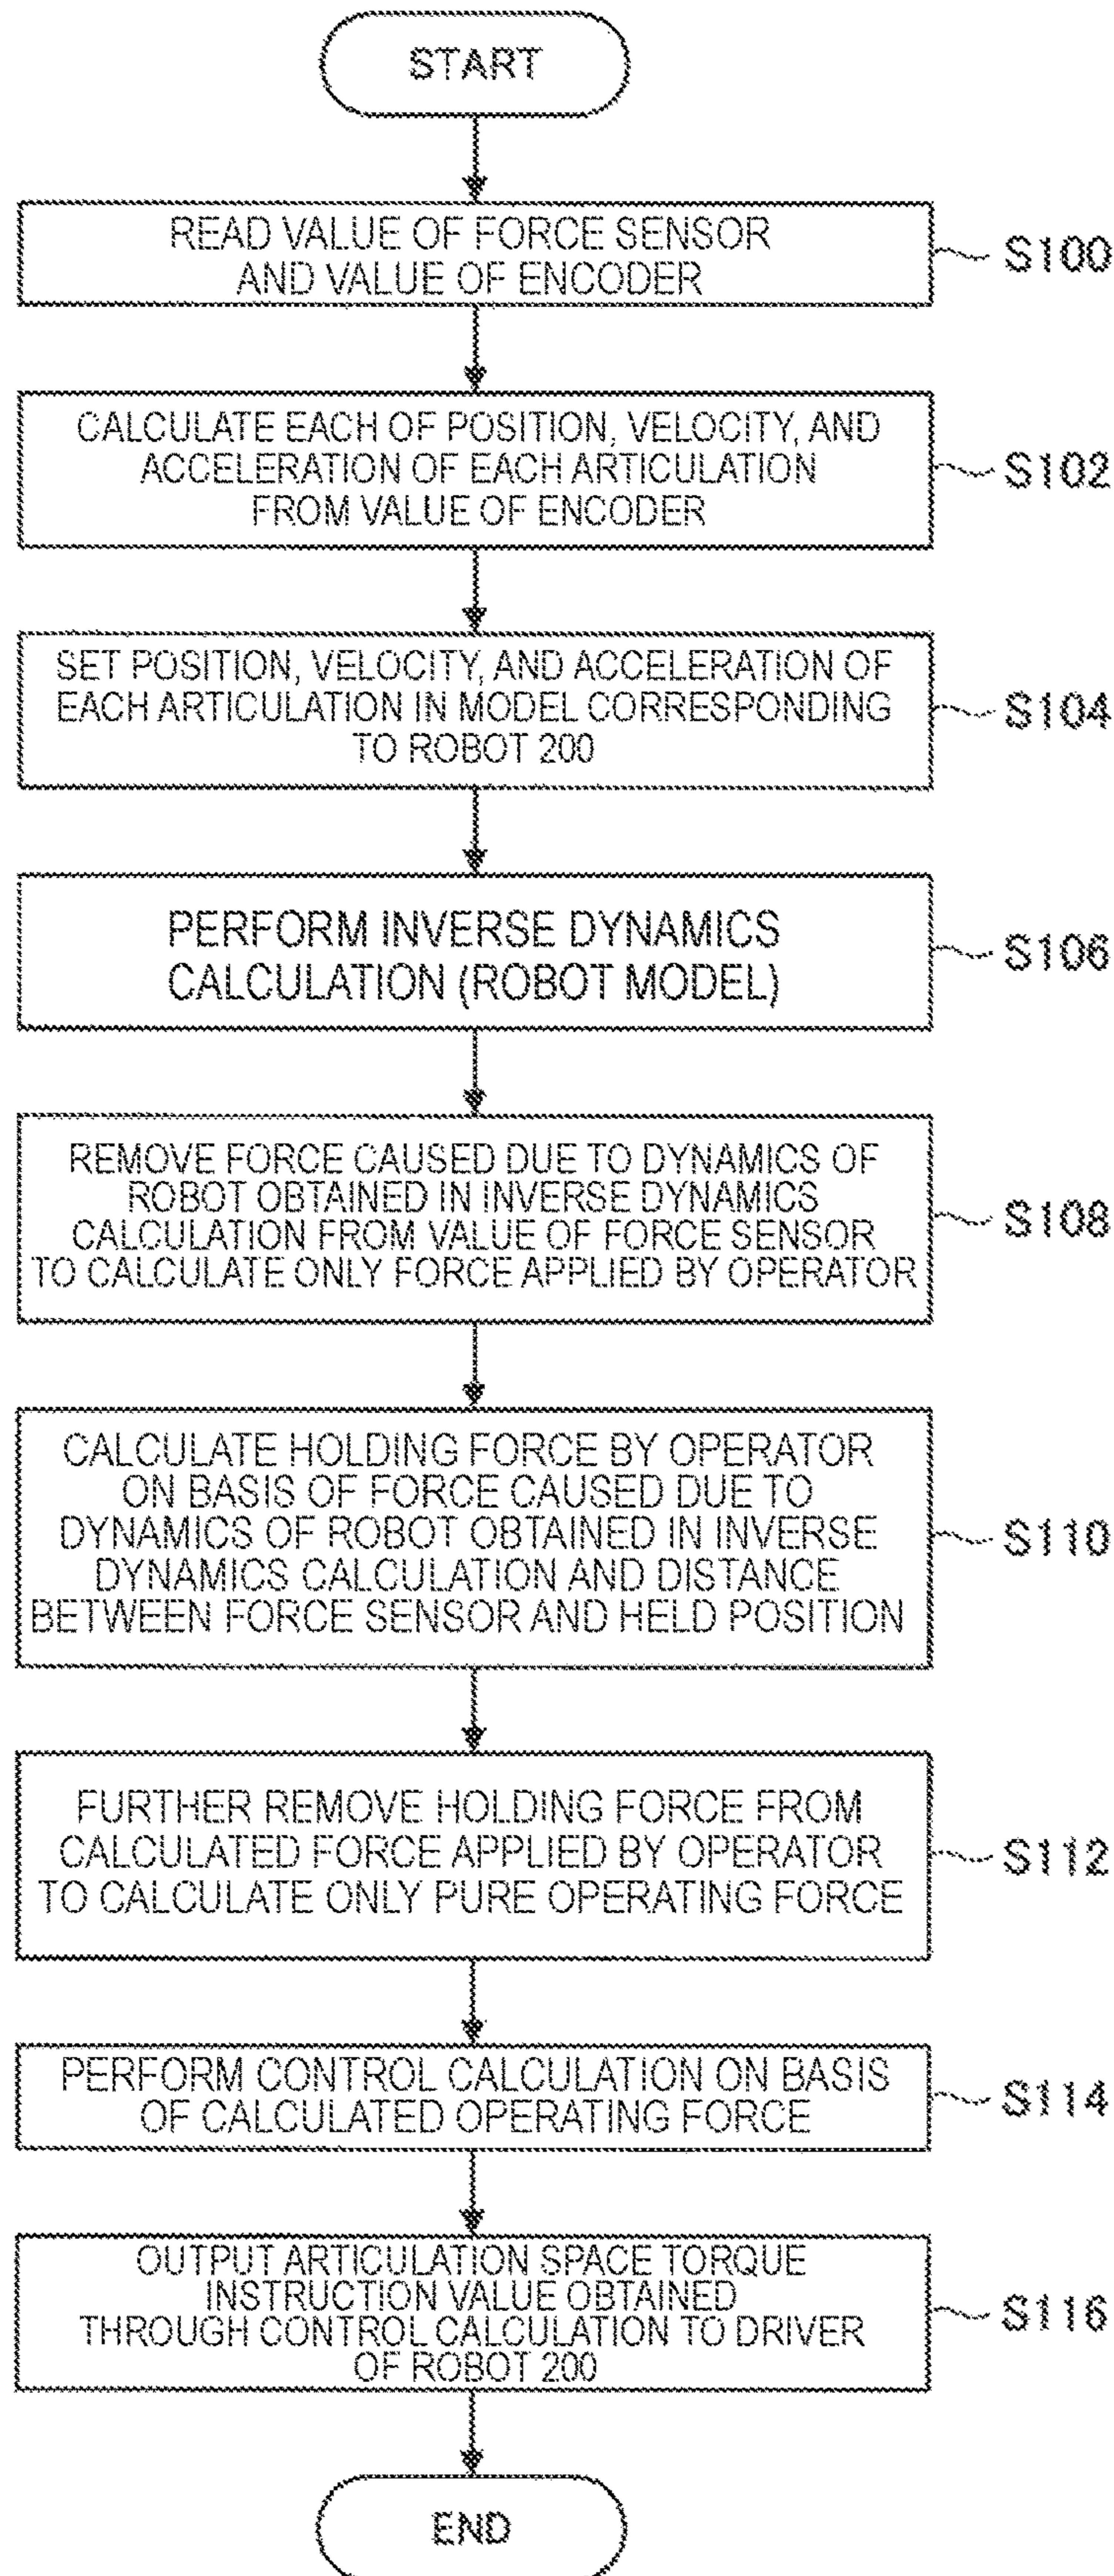 START
READ VALUE OF FORCE SENSOR
AND VALUE OF ENCODER
S100
CALCULATE EACH OF POSITION, VELOCITY, AND
ACCELERATION OF EACH ARTICULATION
FROM VALUE OF ENCODER
S102
SET POSITION, VELOCITY, AND ACCELERATION OF
EACH ARTICULATION IN MODEL CORRESPONDING
TO ROBOT 200
S104
PERFORM INVERSE DYNAMICS
CALCULATION (ROBOT MODEL)
S106
REMOVE FORCE CAUSED DUE TO DYNAMICS OF
ROBOT OBTAINED IN INVERSE DYNAMICS
CALCULATION FROM VALUE OF FORCE SENSOR
TO CALCULATE ONLY FORCE APPLIED BY OPERATOR
S108
CALCULATE HOLDING FORCE BY OPERATOR
ON BASIS OF FORCE CAUSED DUE TO
DYNAMICS OF ROBOT OBTAINED IN INVERSE
DYNAMICS CALCULATION AND DISTANCE
BETWEEN FORCE SENSOR AND HELD POSITION
S110
FURTHER REMOVE HOLDING FORCE FROM
CALCULATED FORCE APPLIED BY OPERATOR
TO CALCULATE ONLY PURE OPERATING FORCE
S112
PERFORM CONTROL CALCULATION ON BASIS
OF CALCULATED OPERATING FORCE
S114
OUTPUT ARTICULATION SPACE TORQUE
INSTRUCTION VALUE OBTAINED
THROUGH CONTROL CALCULATION TO DRIVER
OF ROBOT 200
S116
END